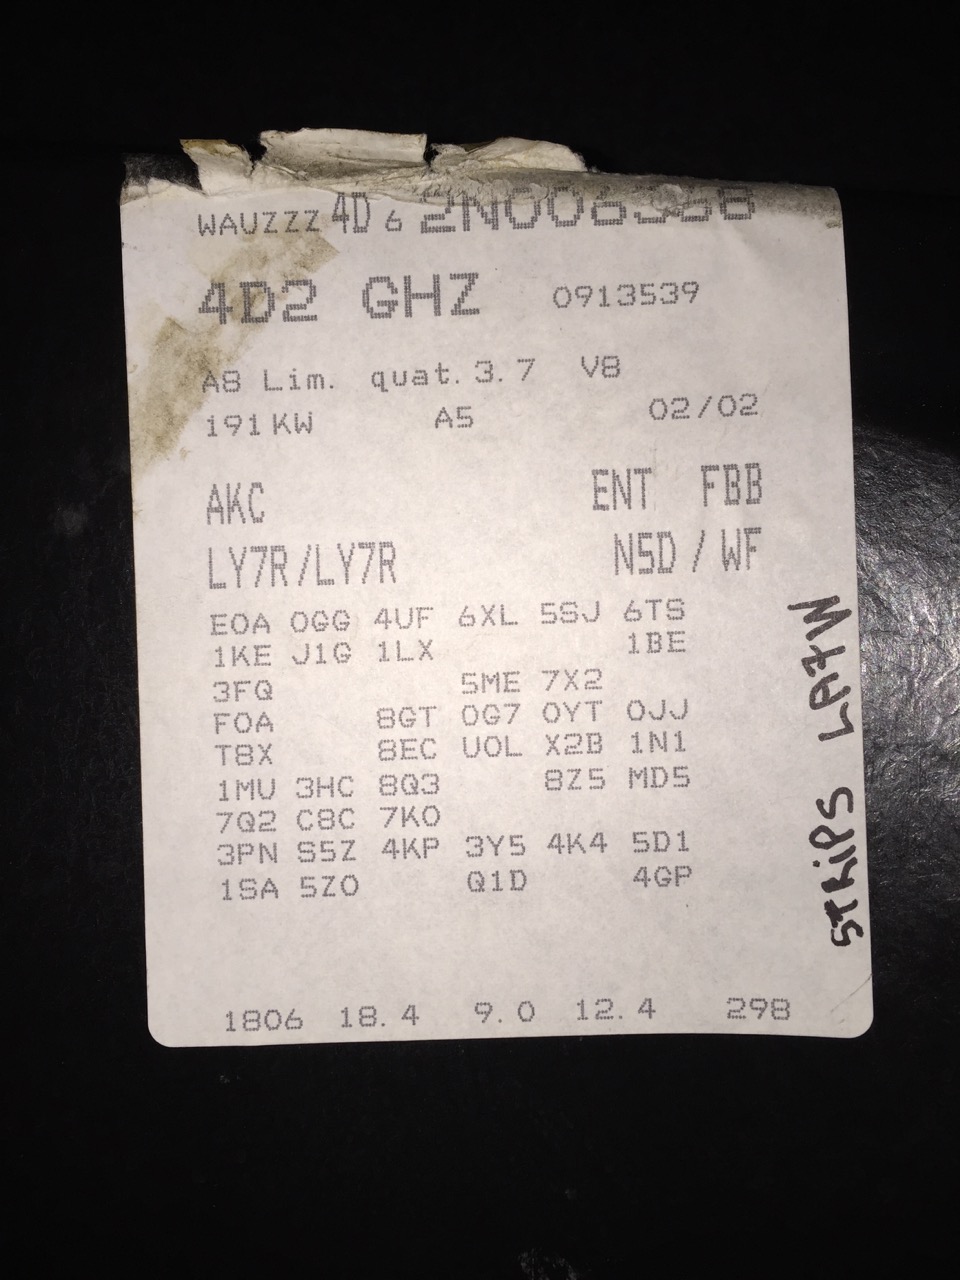 WAUZZZ 4D 6
4D2 GHZ 0913539
A8 Lim. quat. 3.7 V8
191 KW A5 02/02
AKC ENT FBB
LY7R/LY7R N5D / WF
E0A 0GG 4UF 6XL 5SJ 6TS
1KE J1G 1LX 1BE
3FQ 5ME 7X2
F0A 8GT 0G7 0YT 0JJ
T8X 8EC U0L X2B 1N1
1MU 3HC 8Q3 8Z5 MD5
7Q2 C8C 7K0
3PN S5Z 4KP 3Y5 4K4 5D1
1SA 5Z0 Q1D 4GP
1806 18.4 9.0 12.4 298
STRiPS LA7W